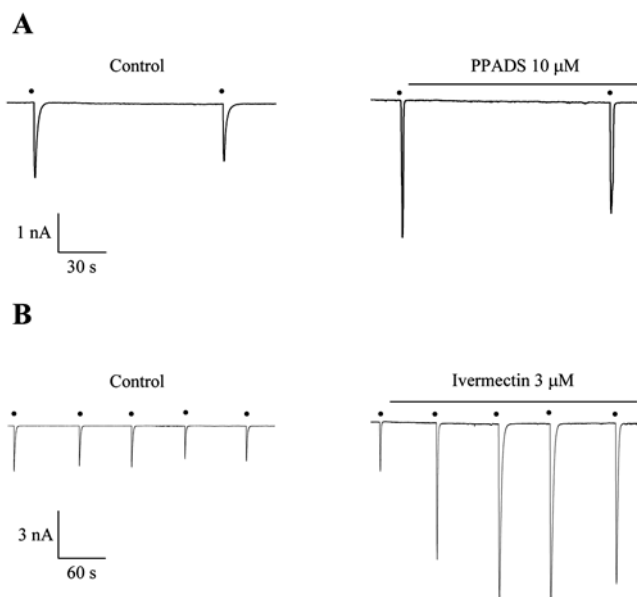 A
Control
PPADS 10 μM
1 nA
30 s
B
Control
Ivermectin 3 μM
3 nA
60 s